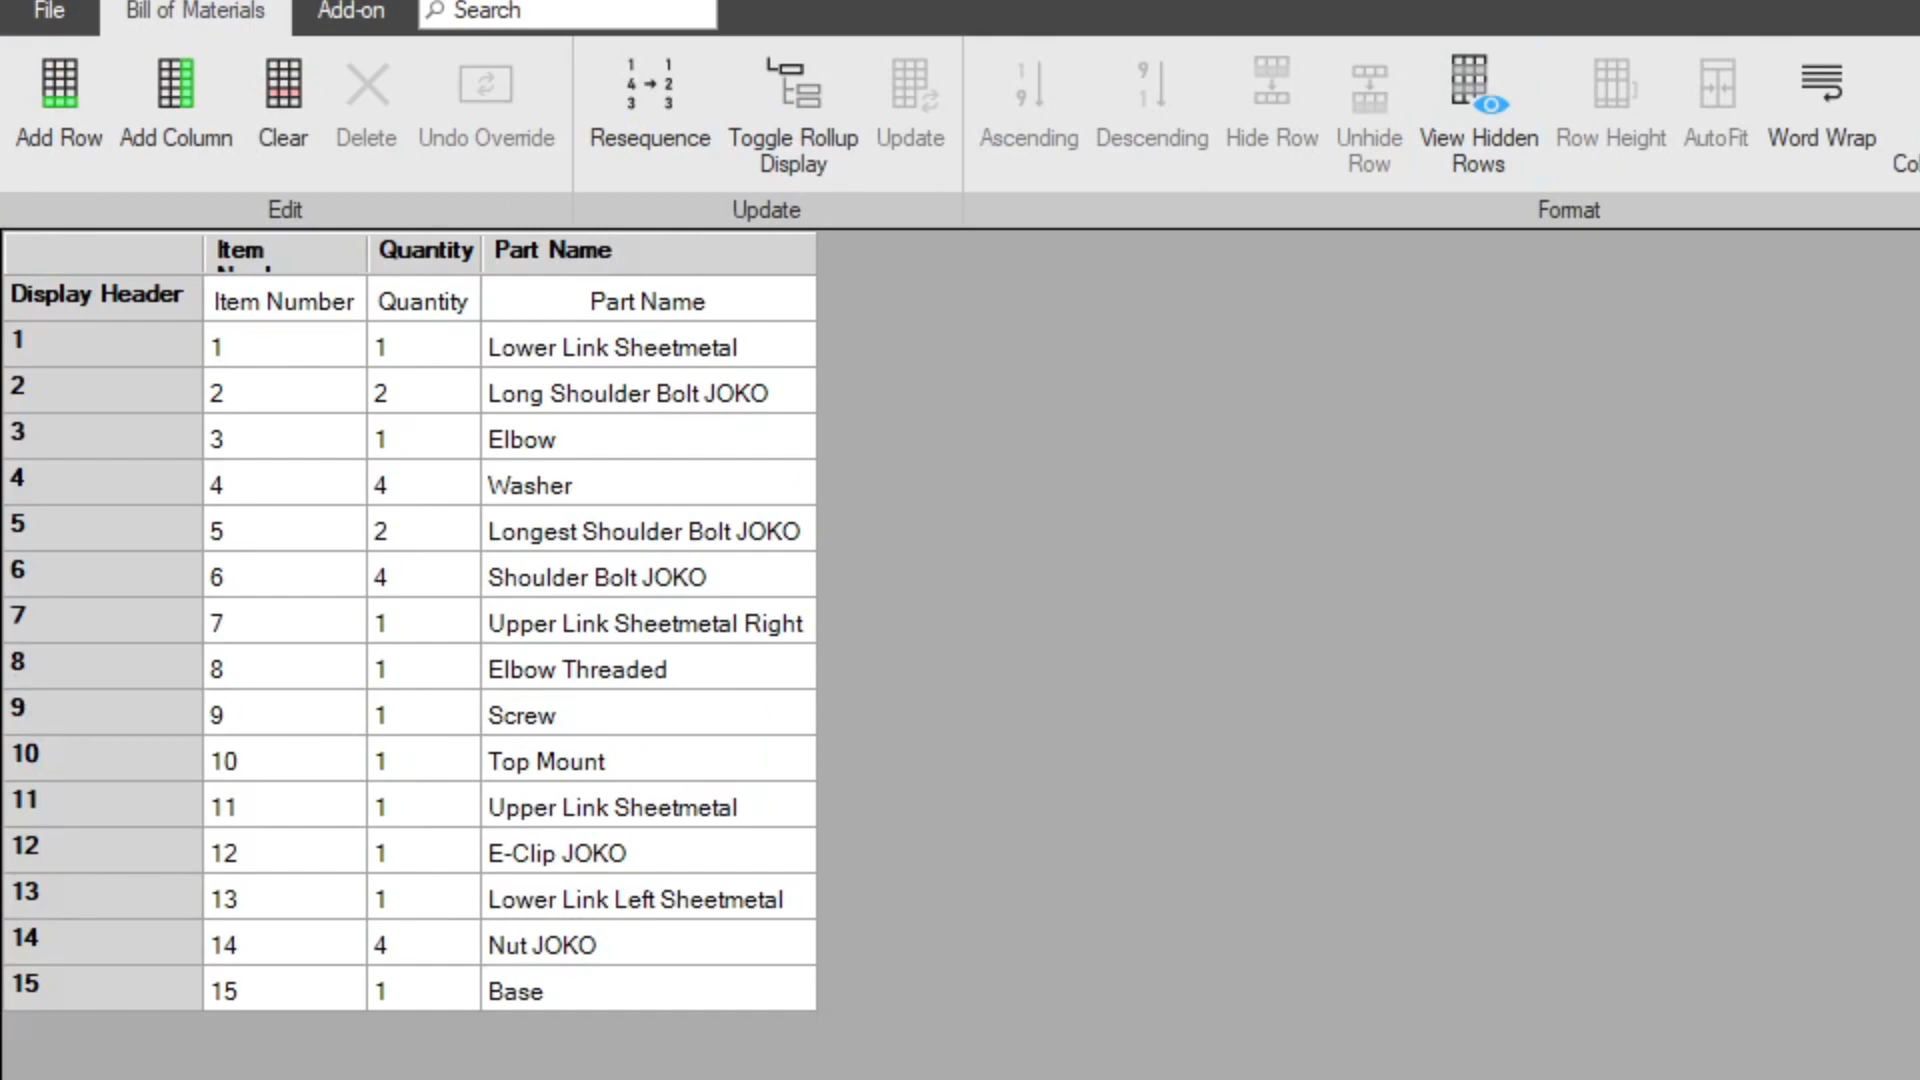 File Bill of Materials Add-on Search
Add Row Add Column Clear Delete Undo Override Resequence Toggle Rollup Display Update Ascending Descending Hide Row Unhide Row View Hidden Rows Row Height AutoFit Word Wrap
Edit Update Format
Item Quantity Part Name
Display Header Item Number Quantity Part Name
1 1 1 Lower Link Sheetmetal
2 2 2 Long Shoulder Bolt JOKO
3 3 1 Elbow
4 4 4 Washer
5 5 2 Longest Shoulder Bolt JOKO
6 6 4 Shoulder Bolt JOKO
7 7 1 Upper Link Sheetmetal Right
8 8 1 Elbow Threaded
9 9 1 Screw
10 10 1 Top Mount
11 11 1 Upper Link Sheetmetal
12 12 1 E-Clip JOKO
13 13 1 Lower Link Left Sheetmetal
14 14 4 Nut JOKO
15 15 1 Base